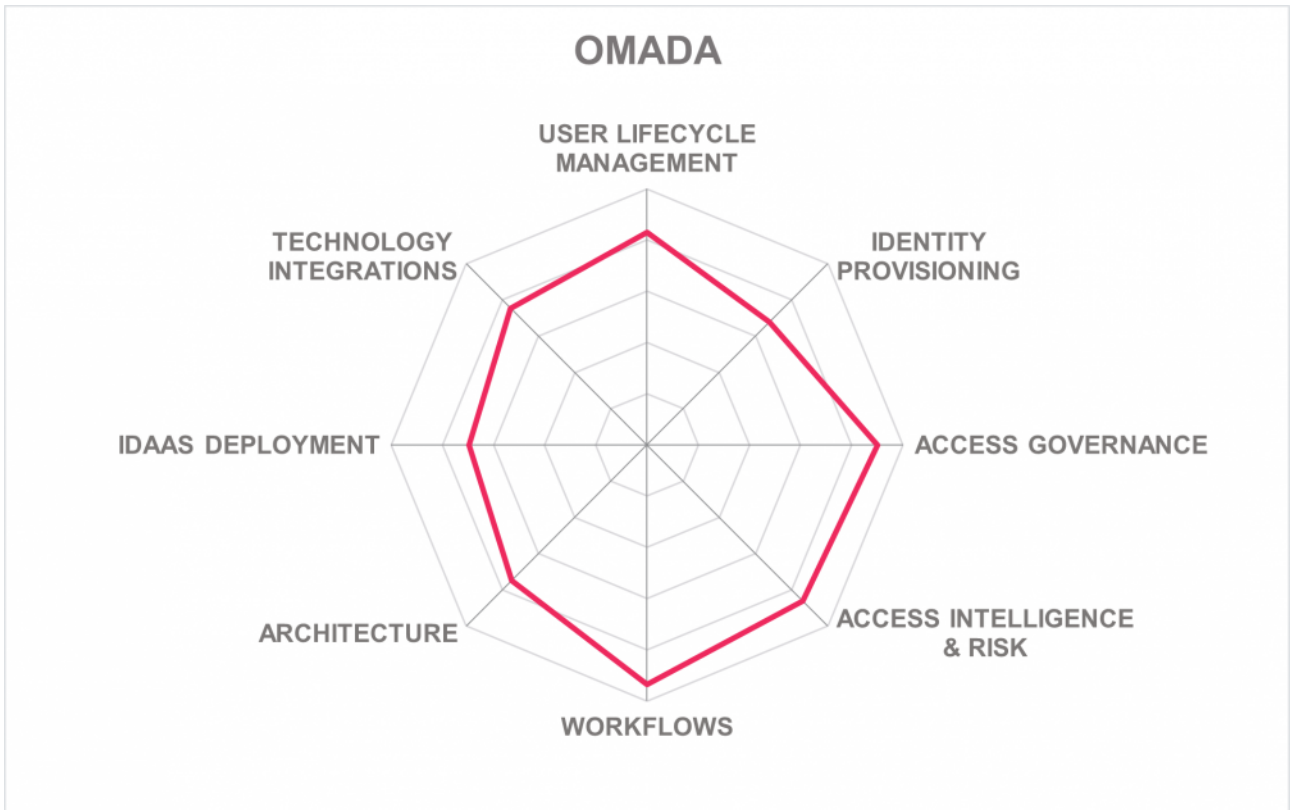 OMADA
USER LIFECYCLE
MANAGEMENT
TECHNOLOGY
INTEGRATIONS
IDENTITY
PROVISIONING
IDAAS DEPLOYMENT
ACCESS GOVERNANCE
ARCHITECTURE
ACCESS INTELLIGENCE
& RISK
WORKFLOWS